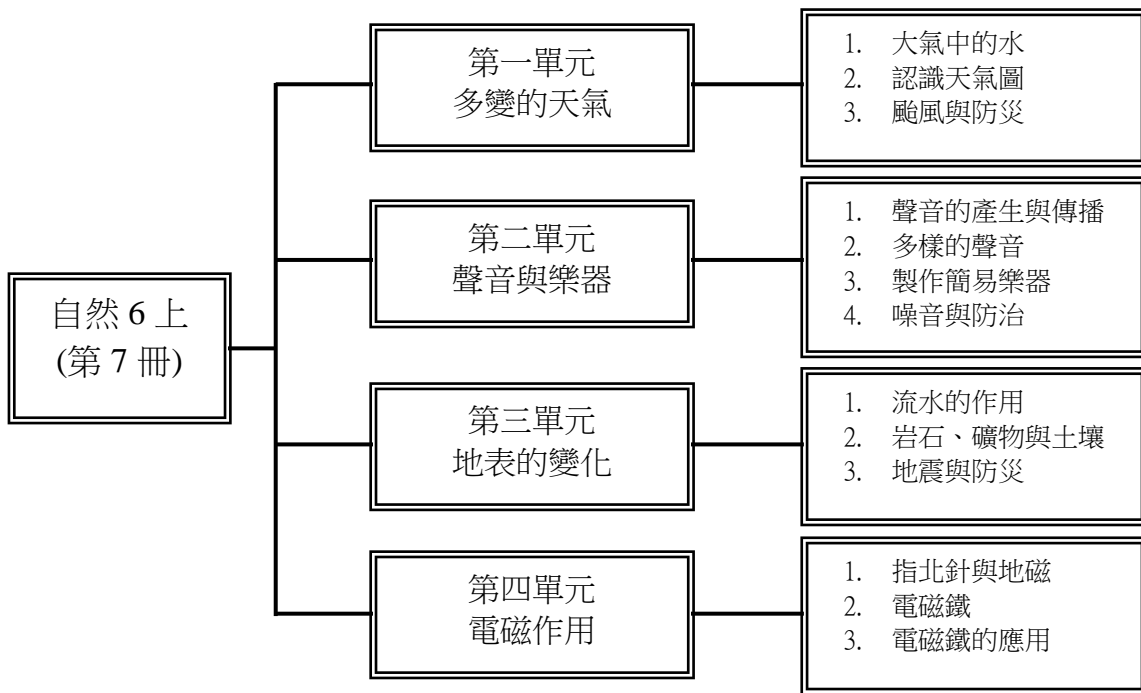 自然 6 上
(第 7 冊)
第一單元
多變的天氣
1. 大氣中的水
2. 認識天氣圖
3. 颱風與防災
第二單元
聲音與樂器
1. 聲音的產生與傳播
2. 多樣的聲音
3. 製作簡易樂器
4. 噪音與防治
第三單元
地表的變化
1. 流水的作用
2. 岩石、礦物與土壤
3. 地震與防災
第四單元
電磁作用
1. 指北針與地磁
2. 電磁鐵
3. 電磁鐵的應用